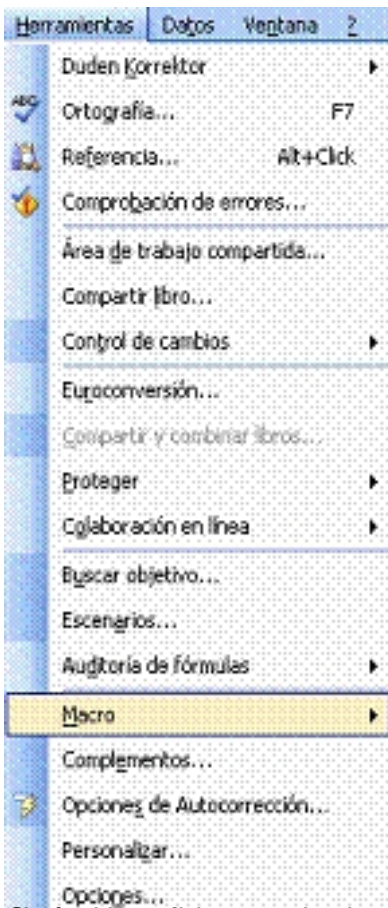 Herramientas Datos Ventana ?
Duden Korrektor
ABC
Ortografía... F7
Referencia... Alt+Click
Comprobación de errores...
Área de trabajo compartida...
Compartir libro...
Control de cambios
Euroconversión...
Compartir y combinar libros...
Proteger
Colaboración en línea
Buscar objetivo...
Escenarios...
Auditoría de fórmulas
Macro
Complementos...
Opciones de Autocorrección...
Personalizar...
Opciones...